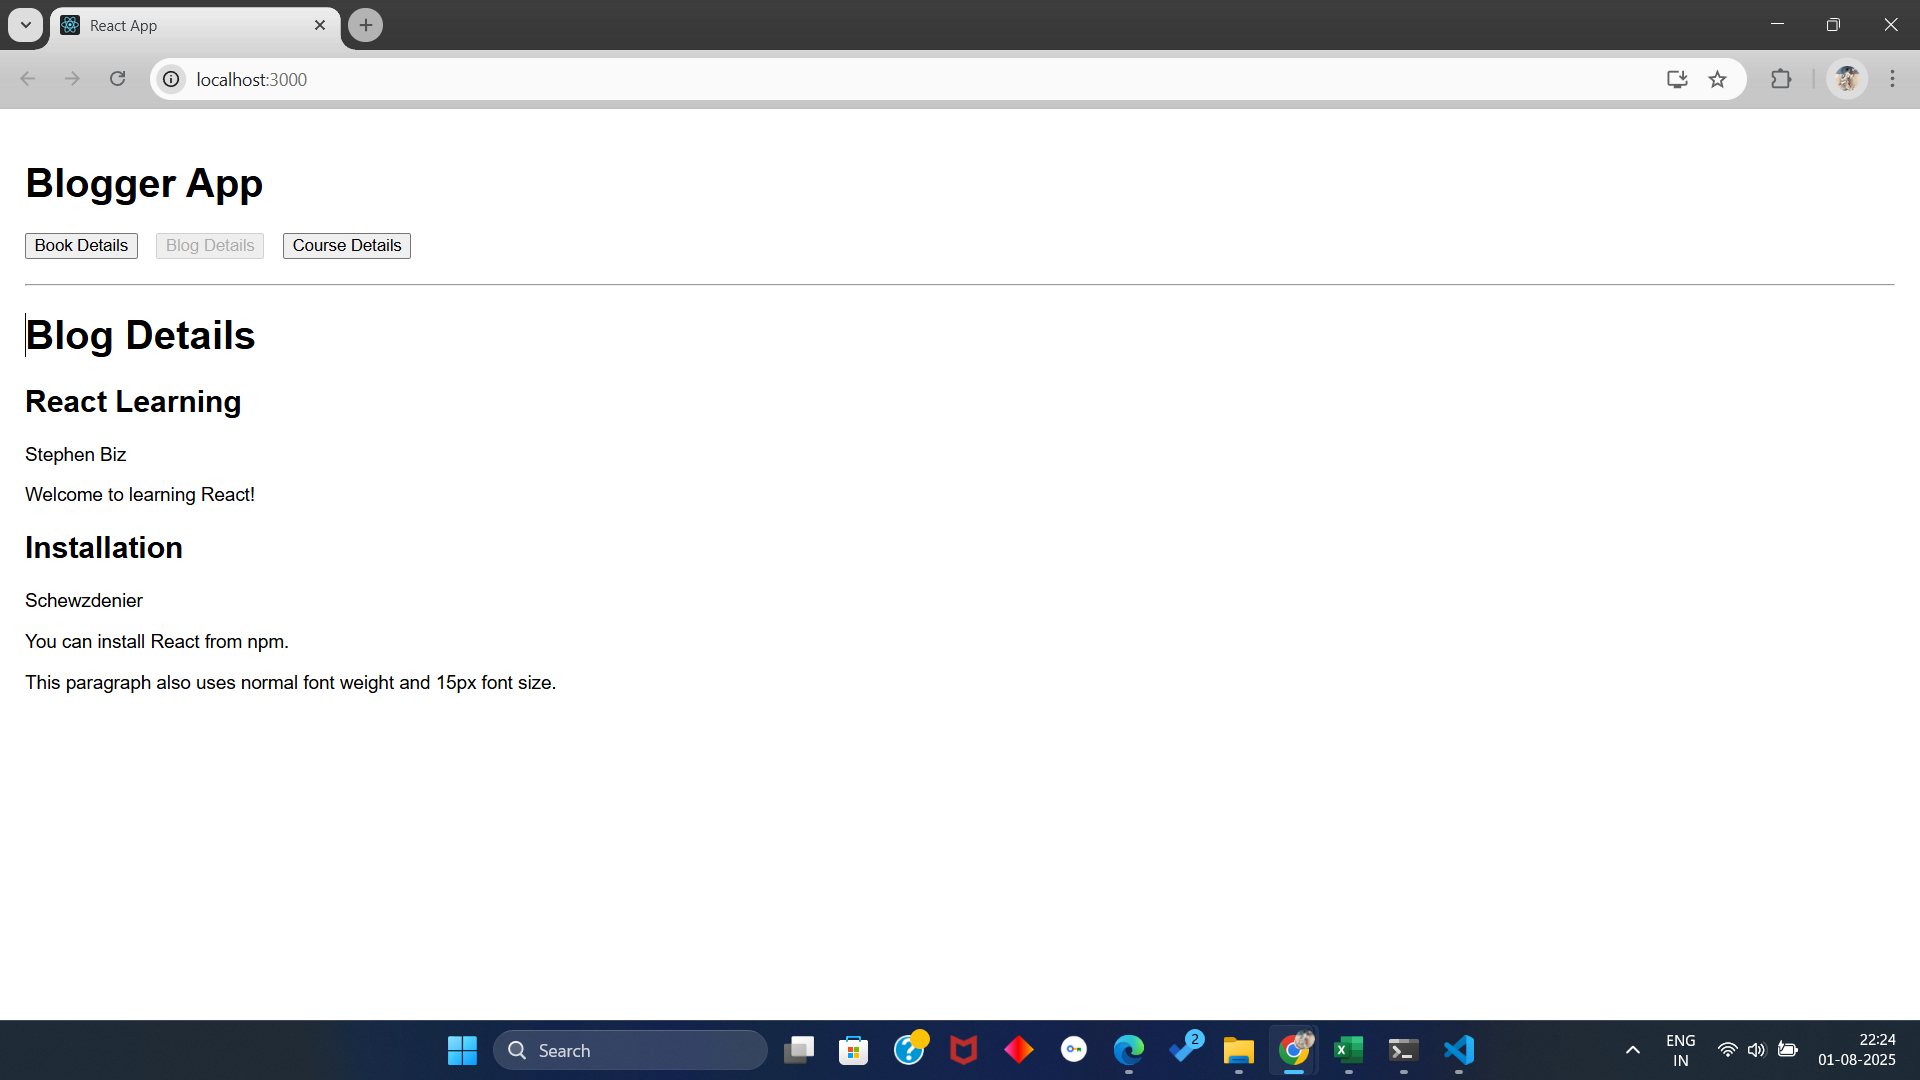 React App
localhost:3000
Blogger App
Book Details Blog Details Course Details
Blog Details
React Learning
Stephen Biz
Welcome to learning React!
Installation
Schewzdenier
You can install React from npm.
This paragraph also uses normal font weight and 15px font size.
Search
2
ENG
IN
22:24
01-08-2025